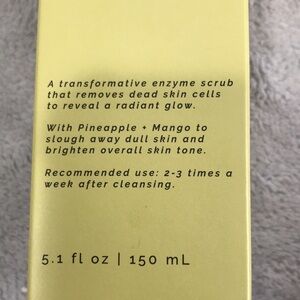 A transformative enzyme scrub
that removes dead skin cells
to reveal a radiant glow.
With Pineapple + Mango to
slough away dull skin and
brighten overall skin tone.
Recommended use: 2-3 times a
week after cleansing.
5.1 fl oz | 150 mL